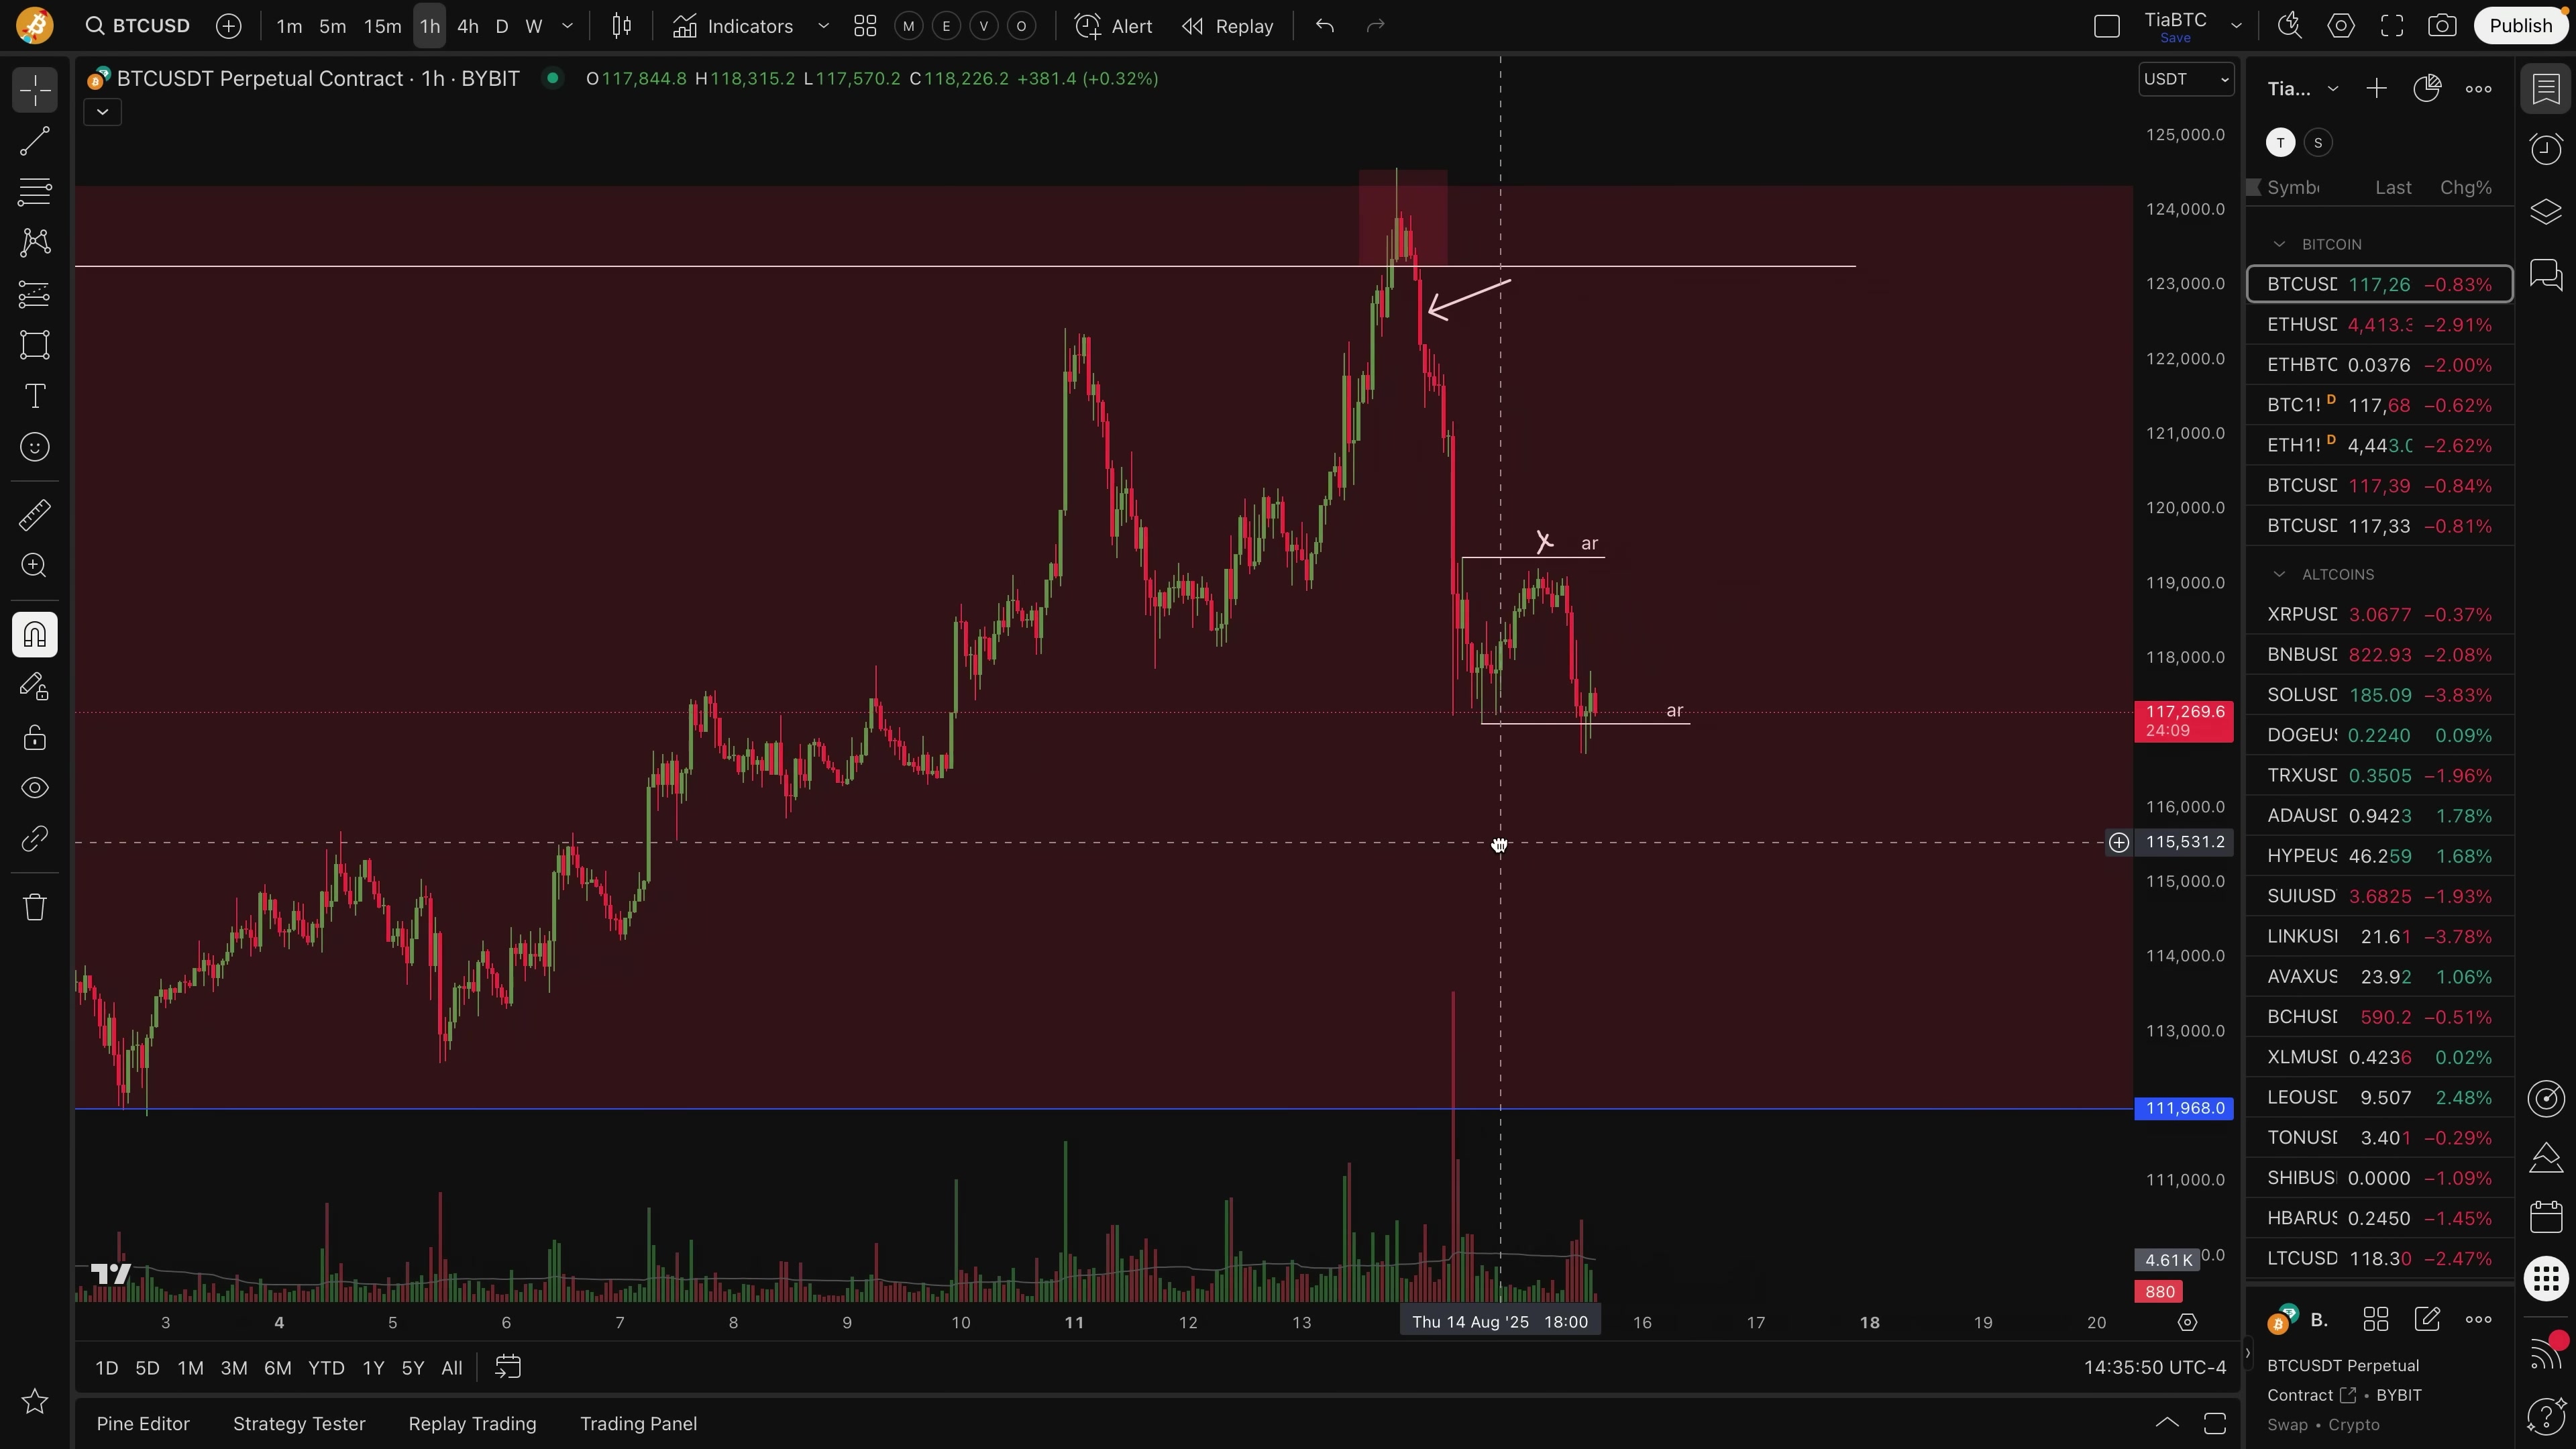 BTCUSD 1m 5m 15m 1h 4h D W Indicators M E V O Alert Replay TiaBTC Save Publish
BTCUSDT Perpetual Contract · 1h · BYBIT O117,844.8 H118,315.2 L117,570.2 C118,226.2 +381.4 (+0.32%)
USDT
125,000.0
124,000.0
123,000.0
122,000.0
121,000.0
120,000.0
119,000.0
118,000.0
117,269.6
24:09
116,000.0
115,531.2
115,000.0
114,000.0
113,000.0
111,968.0
111,000.0
4.61 K
880
x ar
ar
3 4 5 6 7 8 9 10 11 12 13 Thu 14 Aug '25 18:00 16 17 18 19 20
1D 5D 1M 3M 6M YTD 1Y 5Y All 14:35:50 UTC-4
Pine Editor Strategy Tester Replay Trading Trading Panel
Tia...
T S
Last Chg%
BITCOIN
BTCUSD 117,26 −0.83%
ETHUSD 4,413.3 −2.91%
ETHBTC 0.0376 −2.00%
BTC1! D 117,68 −0.62%
ETH1! D 4,443.0 −2.62%
BTCUSD 117,39 −0.84%
BTCUSD 117,33 −0.81%
ALTCOINS
XRPUSD 3.0677 −0.37%
BNBUSD 822.93 −2.08%
SOLUSD 185.09 −3.83%
DOGEUS 0.2240 0.09%
TRXUSD 0.3505 −1.96%
ADAUSD 0.9423 1.78%
HYPEUS 46.259 1.68%
SUIUSD 3.6825 −1.93%
LINKUSD 21.61 −3.78%
AVAXUS 23.92 1.06%
BCHUSD 590.2 −0.51%
XLMUSD 0.4236 0.02%
LEOUSD 9.507 2.48%
TONUSD 3.401 −0.29%
SHIBUS 0.0000 −1.09%
HBARUS 0.2450 −1.45%
LTCUSD 118.30 −2.47%
B.
BTCUSDT Perpetual
Contract • BYBIT
Swap • Crypto